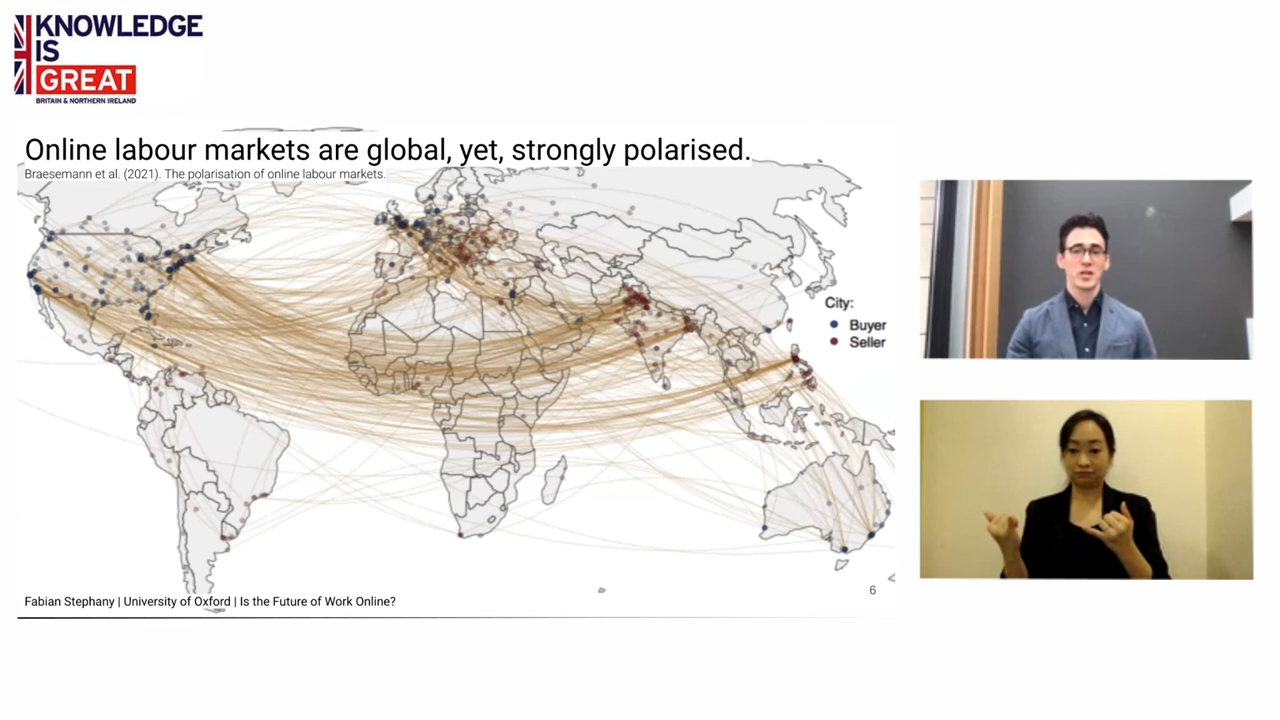 KNOWLEDGE
IS
GREAT
BRITAIN & NORTHERN IRELAND
Online labour markets are global, yet, strongly polarised.
Braesemann et al. (2021). The polarisation of online labour markets.
City:
Buyer
Seller
Fabian Stephany | University of Oxford | Is the Future of Work Online?
6